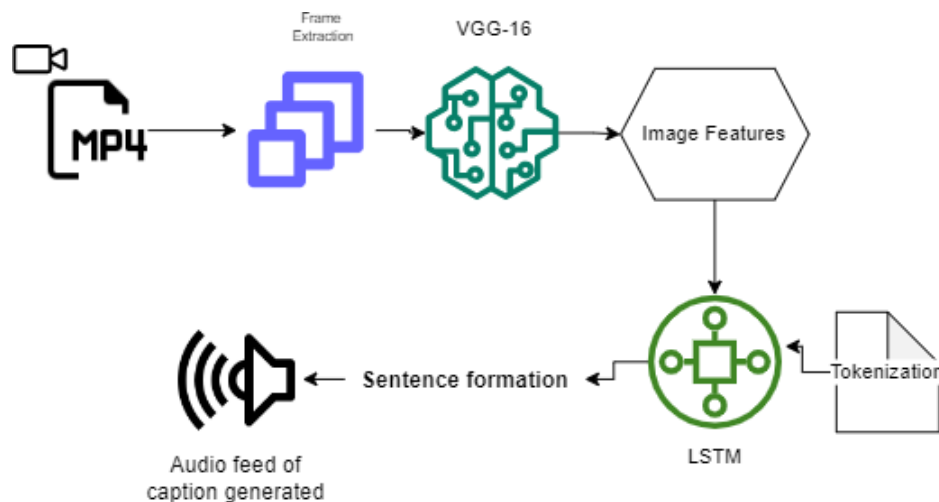 Frame
Extraction
VGG-16
MP4
Image Features
Tokenization
LSTM
Sentence formation
Audio feed of
caption generated